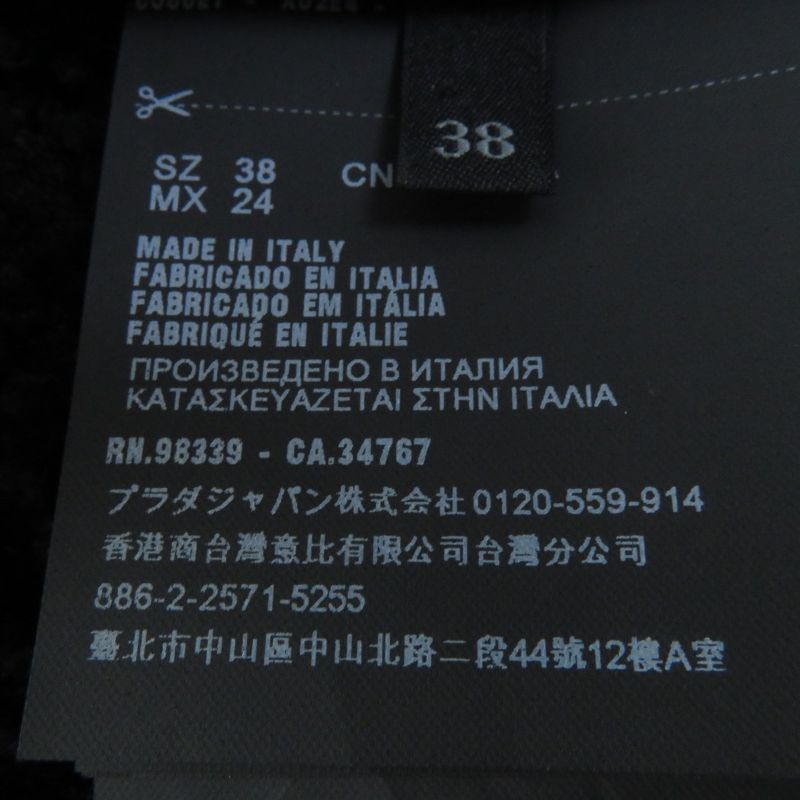 38
SZ 38 CN
MX 24
MADE IN ITALY
FABRICADO EN ITALIA
FABRICADO EM ITÁLIA
FABRIQUÉ EN ITALIE
ПРОИЗВЕДЕНО В ИТАЛИЯ
ΚΑΤΑΣΚΕΥΑΖΕΤΑΙ ΣΤΗΝ ΙΤΑΛΙΑ
RN.98339 - CA.34767
プラダジャパン株式会社 0120-559-914
香港商台灣意比有限公司台灣分公司
886-2-2571-5255
臺北市中山區中山北路二段44號12樓A室